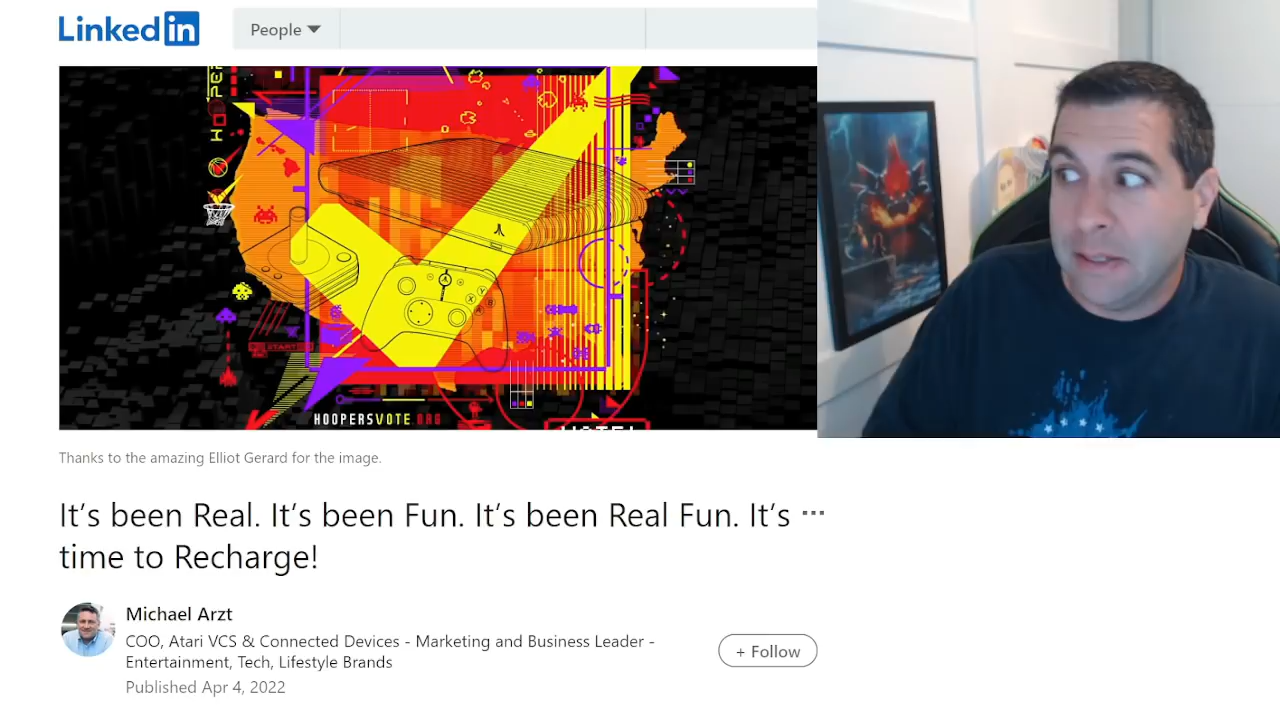 LinkedIn
People
START
HOOPERSVOTE.ORG
Thanks to the amazing Elliot Gerard for the image.
It's been Real. It's been Fun. It's been Real Fun. It's ...
time to Recharge!
Michael Arzt
COO, Atari VCS & Connected Devices - Marketing and Business Leader -
Entertainment, Tech, Lifestyle Brands
+ Follow
Published Apr 4, 2022